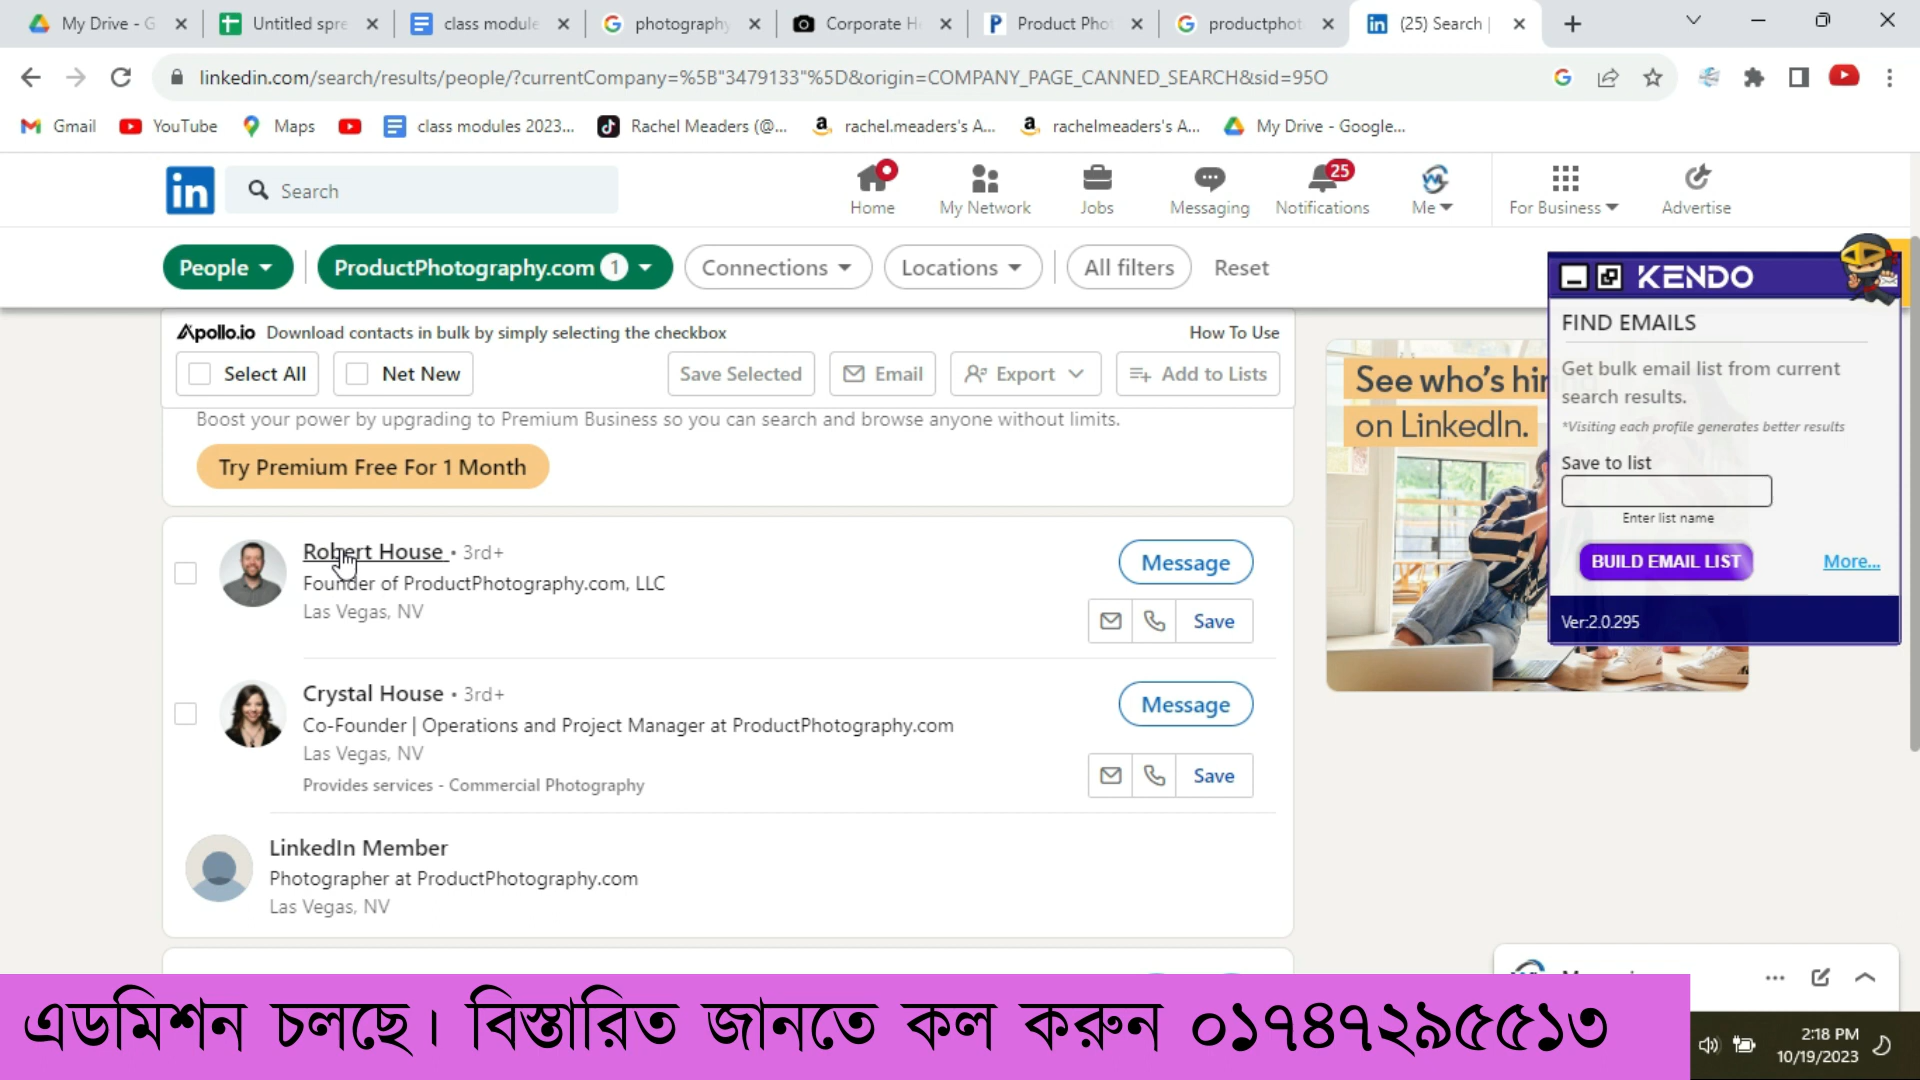 My Drive - G
Untitled spre
class module
photography
Corporate He
Product Phot
productphot
(25) Search |
linkedin.com/search/results/people/?currentCompany=%5B"3479133"%5D&origin=COMPANY_PAGE_CANNED_SEARCH&sid=95O
Gmail
YouTube
Maps
class modules 2023...
Rachel Meaders (@...
rachel.meaders's A...
rachelmeaders's A...
My Drive - Google...
in
Search
Home
My Network
Jobs
Messaging
25
Notifications
Me
For Business
Advertise
People
ProductPhotography.com 1
Connections
Locations
All filters
Reset
Apollo.io Download contacts in bulk by simply selecting the checkbox
How To Use
Select All
Net New
Save Selected
Email
Export
Add to Lists
Boost your power by upgrading to Premium Business so you can search and browse anyone without limits.
Try Premium Free For 1 Month
Robert House • 3rd+
Founder of ProductPhotography.com, LLC
Las Vegas, NV
Message
Save
Crystal House • 3rd+
Co-Founder | Operations and Project Manager at ProductPhotography.com
Las Vegas, NV
Provides services - Commercial Photography
Message
Save
LinkedIn Member
Photographer at ProductPhotography.com
Las Vegas, NV
See who's hir
on LinkedIn.
KENDO
FIND EMAILS
Get bulk email list from current
search results.
*Visiting each profile generates better results
Save to list
Enter list name
BUILD EMAIL LIST
More...
Ver:2.0.295
এডমিশন চলছে। বিস্তারিত জানতে কল করুন ০১৭৪৭২৯৫৫১৩
2:18 PM
10/19/2023